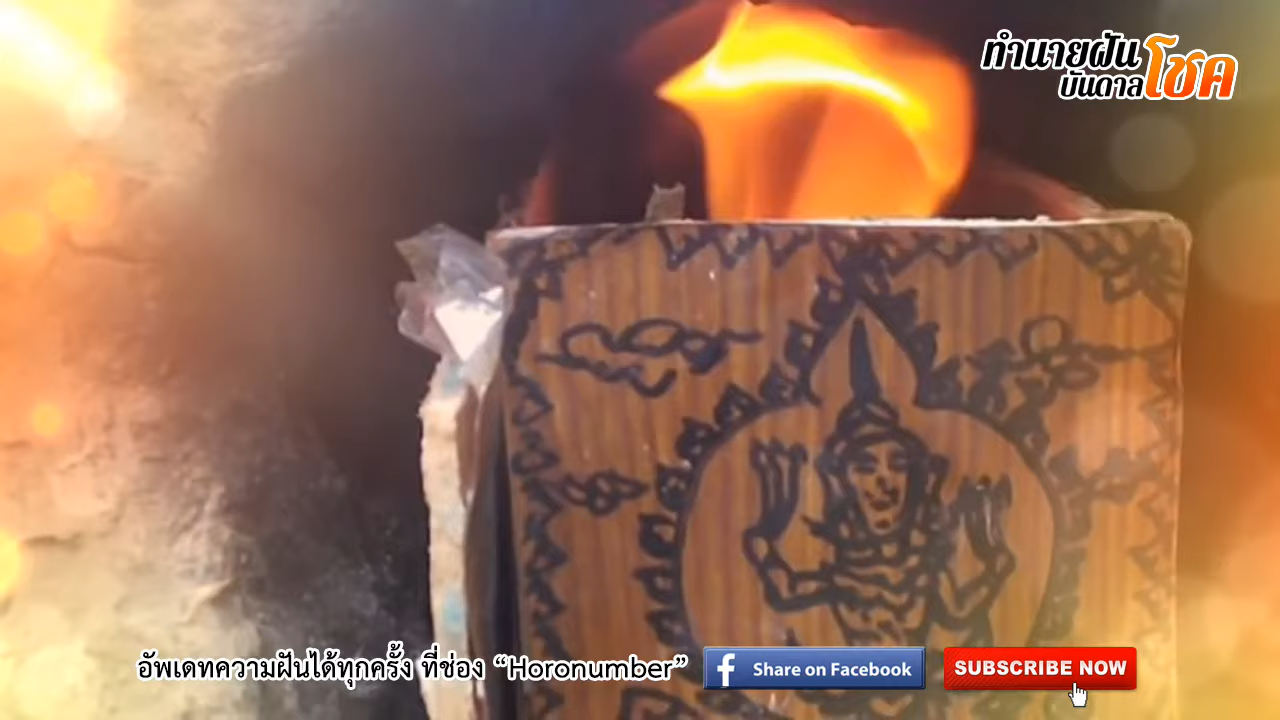 ทำนายฝัน
บันดาลโชค
อัพเดทความฝันได้ทุกครั้ง ที่ช่อง “Horonumber”
f Share on Facebook
SUBSCRIBE NOW